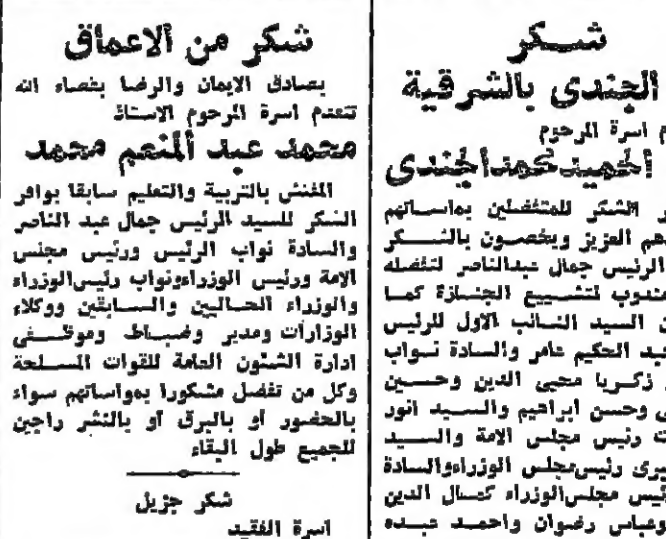 شكر
الجندى بالشرقية
اسرة المرحوم
الشكر للمتفضلين بمواساتهم
العزيز ويخصون بالشكر
الرئيس جمال عبدالناصر لتفضله
لتشييع الجنازة كما
السيد النائب الاول للرئيس
عبد الحكيم عامر والسادة نواب
زكريا محيى الدين وحسين
وحسن ابراهيم والسيد انور
رئيس مجلس الامة والسيد
رئيس مجلس الوزراء والسادة
مجلس الوزراء كمال الدين
وعباس رضوان واحمد عبده
شكر من الاعماق
بصادق الايمان والرضا بقضاء الله
تتقدم اسرة المرحوم الاستاذ
محمد عبد المنعم محمد
المفتش بالتربية والتعليم سابقا بوافر
الشكر للسيد الرئيس جمال عبد الناصر
والسادة نواب الرئيس ورئيس مجلس
الامة ورئيس الوزراء ونواب رئيس الوزراء
والوزراء الحاليين والسابقين ووكلاء
الوزارات ومدير وضباط وموظفى
ادارة الشئون العامة للقوات المسلحة
وكل من تفضل مشكورا بمواساتهم سواء
بالحضور أو بالبرق أو بالنشر راجين
للجميع طول البقاء
شكر جزيل
اسرة الفقيد